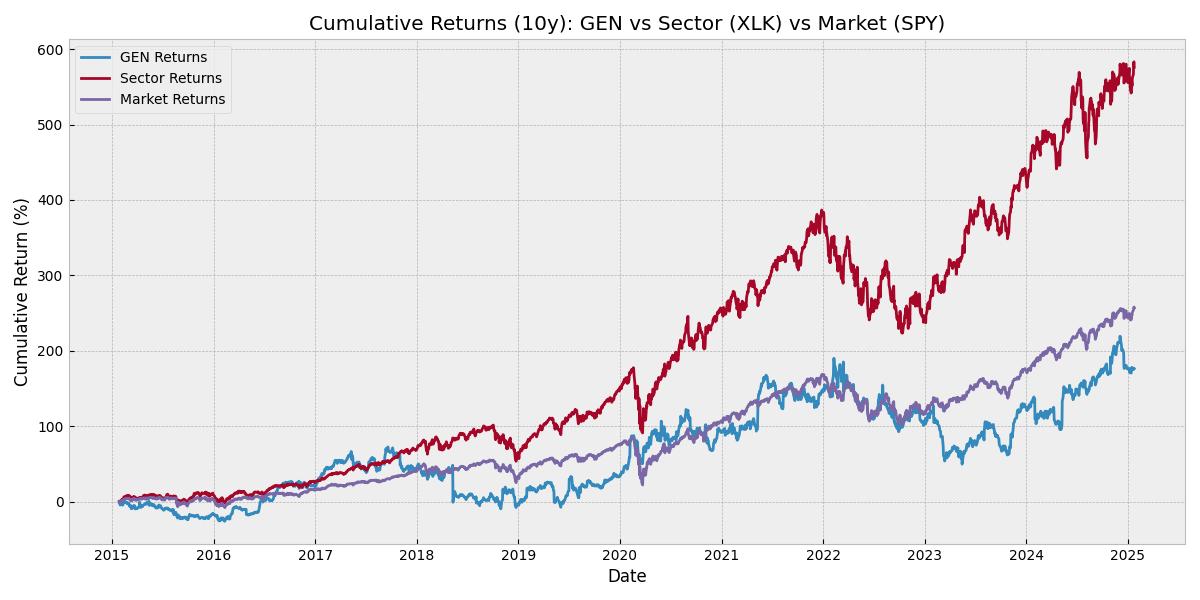 Cumulative Returns (10y): GEN vs Sector (XLK) vs Market (SPY)
GEN Returns
Sector Returns
Market Returns
Cumulative Return (%)
600
500
400
300
200
100
0
2015 2016 2017 2018 2019 2020 2021 2022 2023 2024 2025
Date